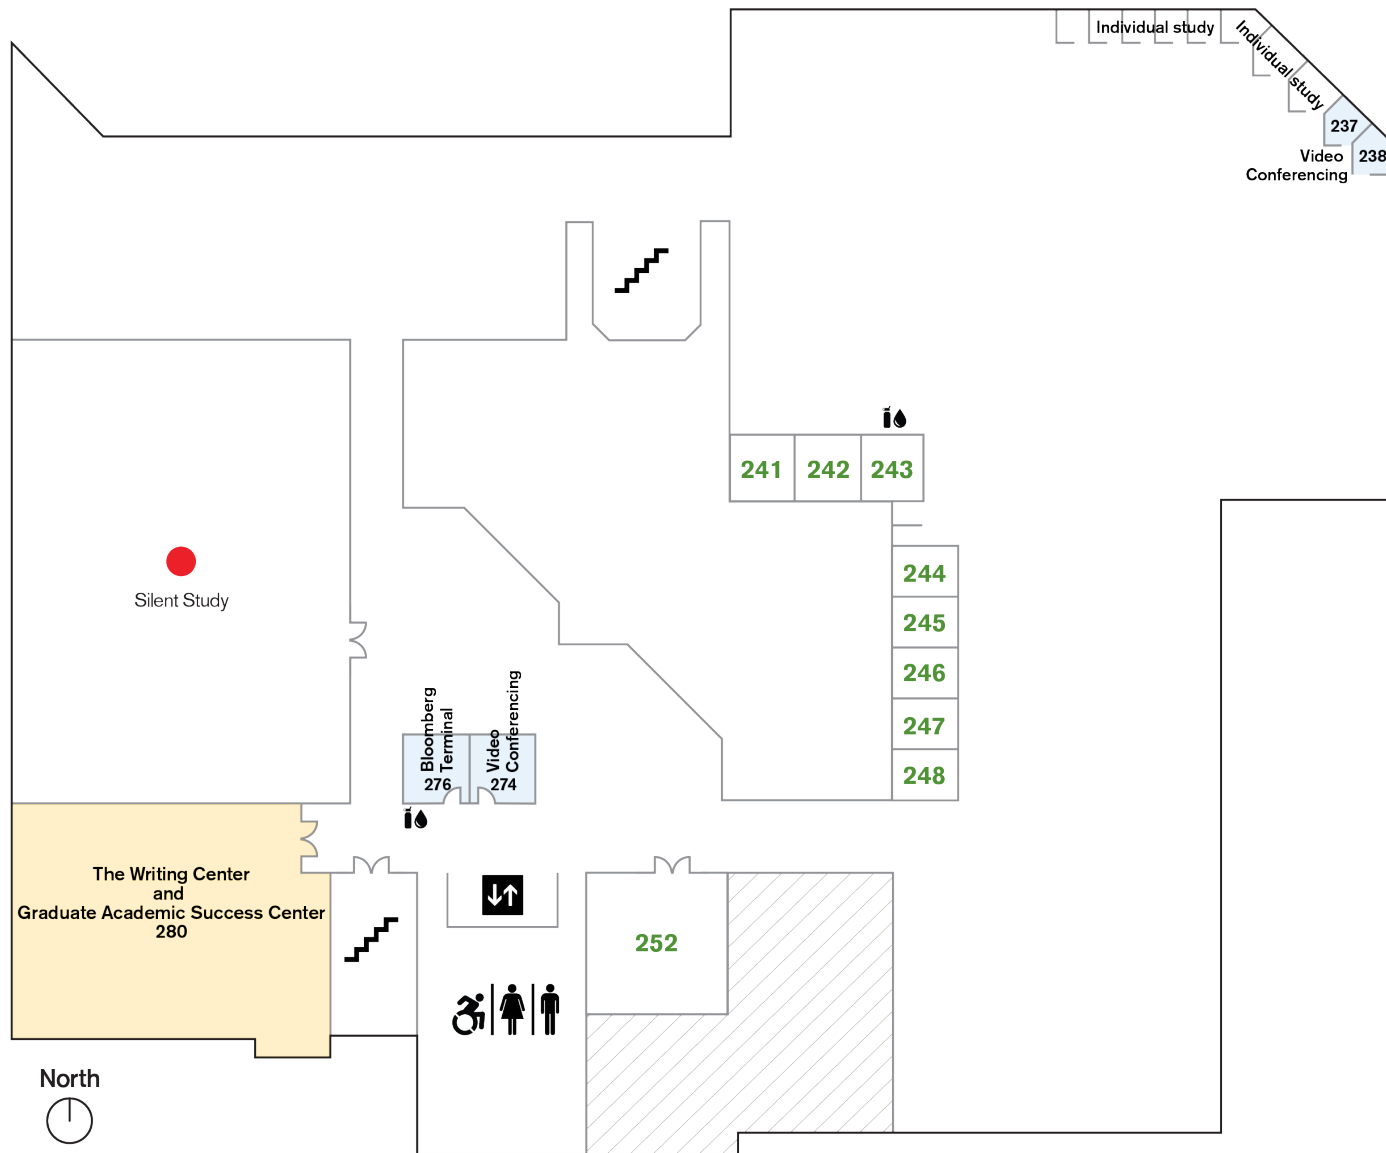 Individual study
Individual study
237
Video
Conferencing
238
241
242
243
244
245
246
247
248
Silent Study
Bloomberg
Terminal
276
Video
Conferencing
274
The Writing Center
and
Graduate Academic Success Center
280
252
North